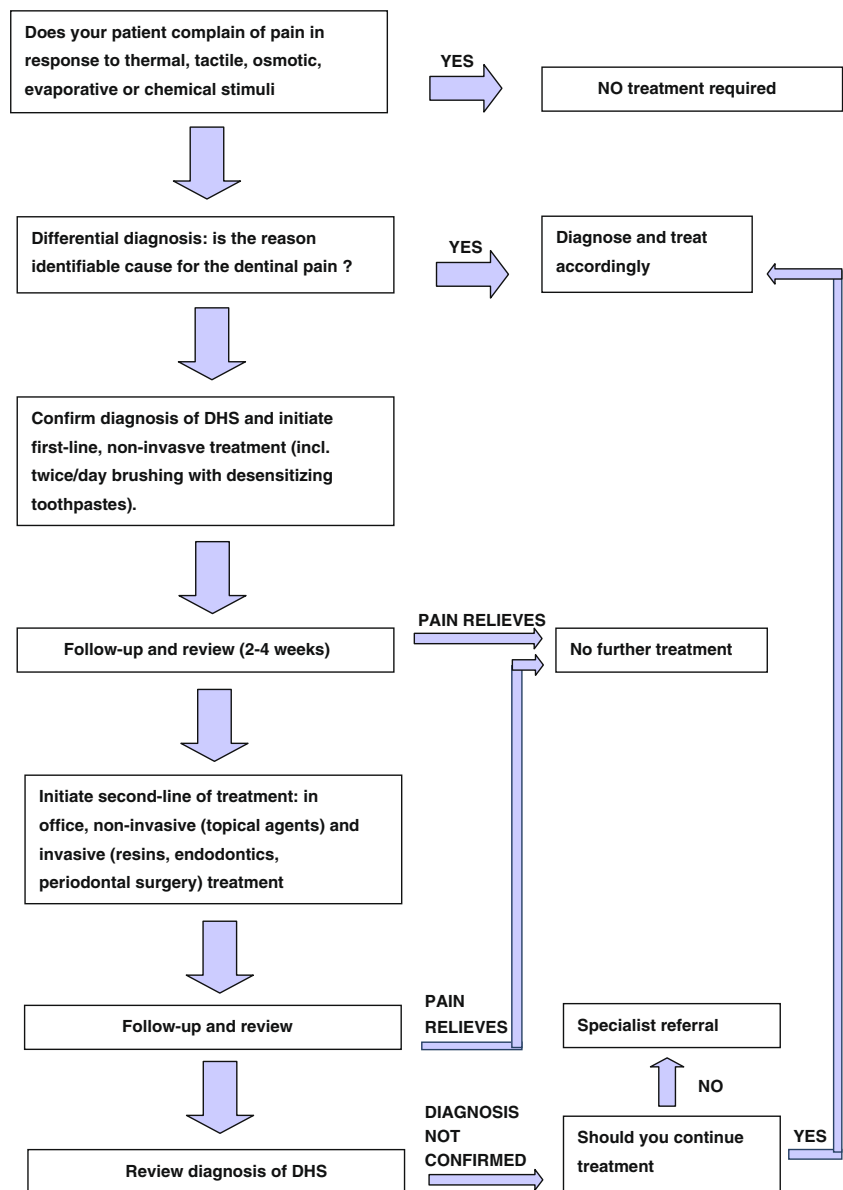 Does your patient complain of pain in
response to thermal, tactile, osmotic,
evaporative or chemical stimuli
YES
NO treatment required
Differential diagnosis: is the reason
identifiable cause for the dentinal pain ?
YES
Diagnose and treat
accordingly
Confirm diagnosis of DHS and initiate
first-line, non-invasve treatment (incl.
twice/day brushing with desensitizing
toothpastes).
Follow-up and review (2-4 weeks)
PAIN RELIEVES
No further treatment
Initiate second-line of treatment: in
office, non-invasive (topical agents) and
invasive (resins, endodontics,
periodontal surgery) treatment
Follow-up and review
PAIN
RELIEVES
Specialist referral
NO
Review diagnosis of DHS
DIAGNOSIS
NOT
CONFIRMED
Should you continue
treatment
YES